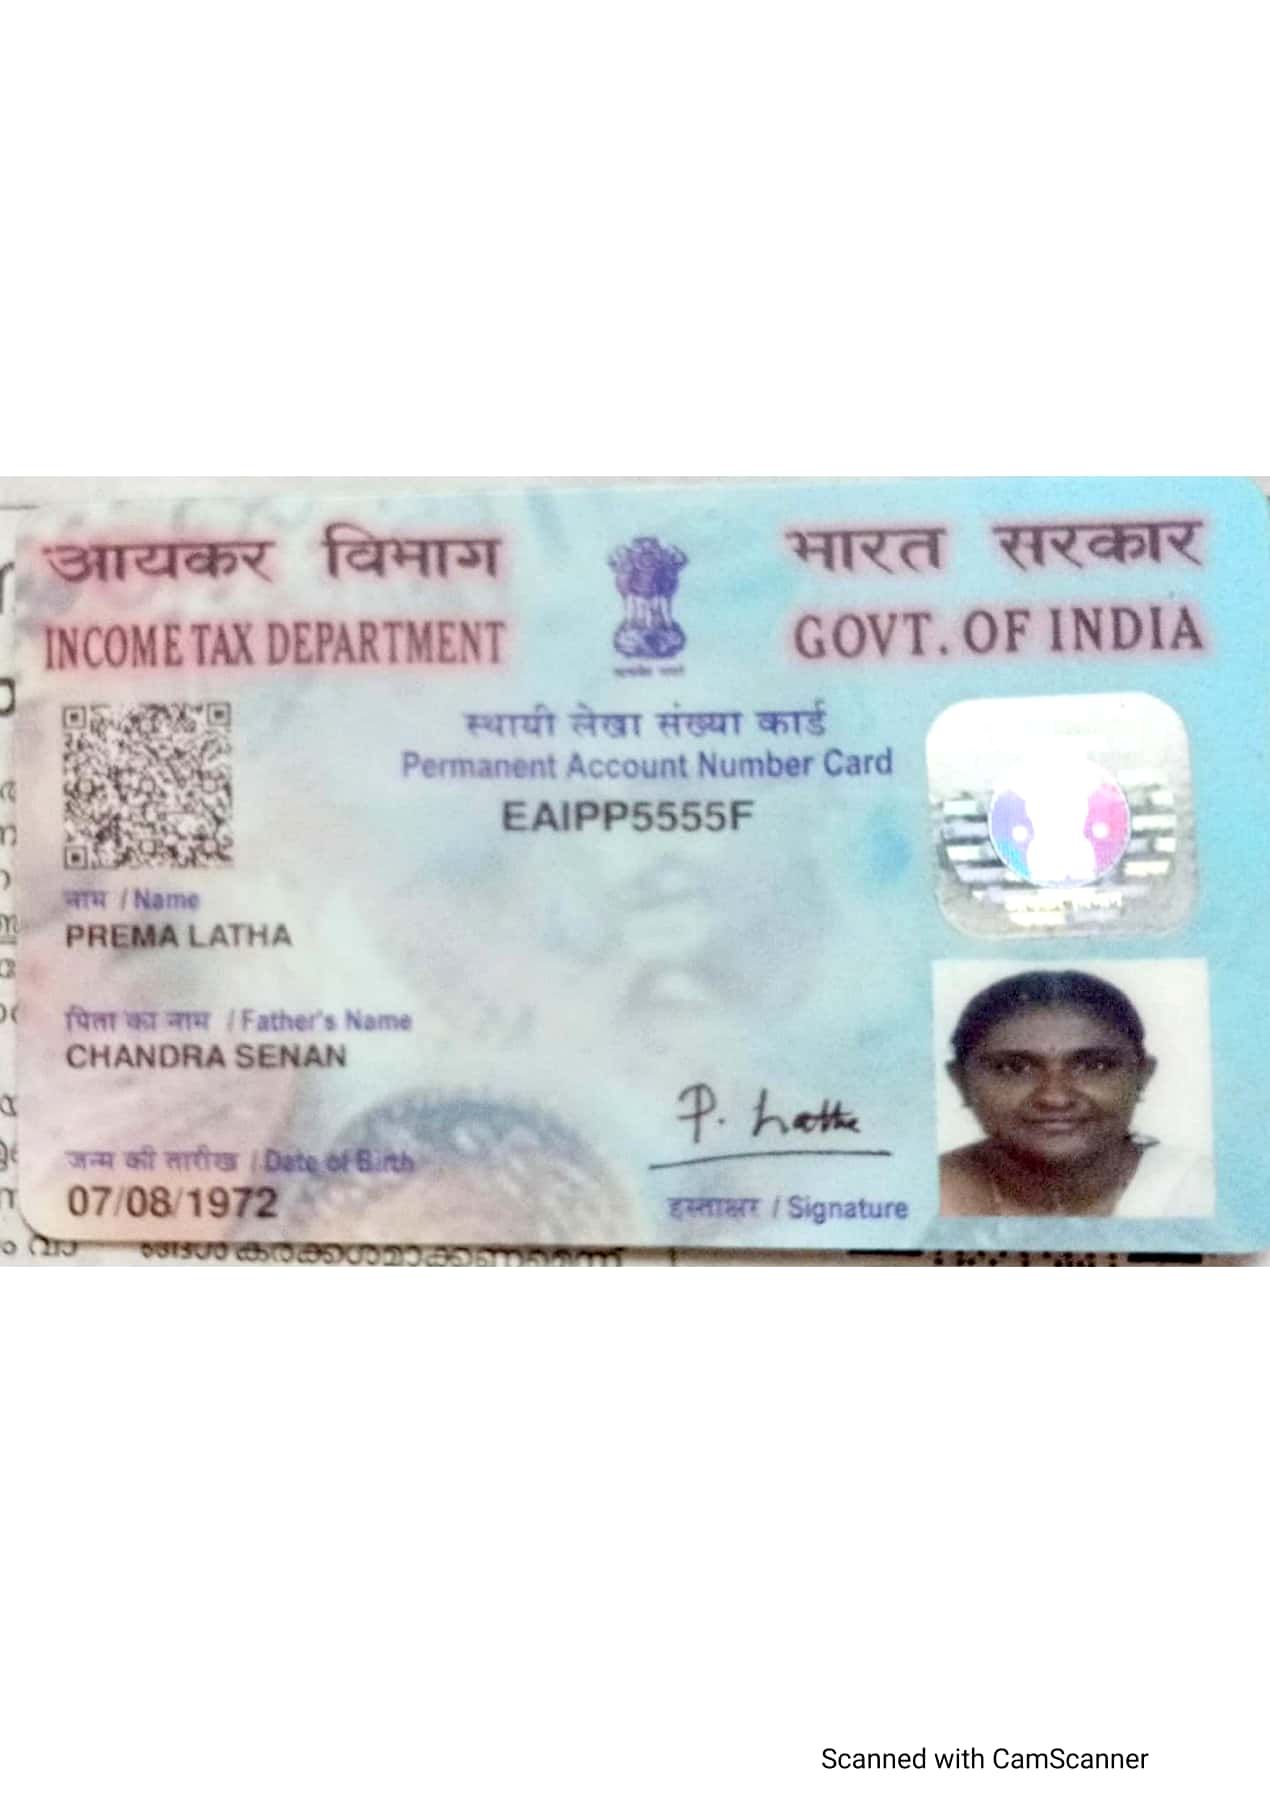 आयकर विभाग
INCOME TAX DEPARTMENT
भारत सरकार
GOVT. OF INDIA
स्थायी लेखा संख्या कार्ड
Permanent Account Number Card
EAIPP5555F
नाम / Name
PREMA LATHA
पिता का नाम / Father's Name
CHANDRA SENAN
जन्म की तारीख / Date of Birth
07/08/1972
P. Latha
हस्ताक्षर / Signature
Scanned with CamScanner